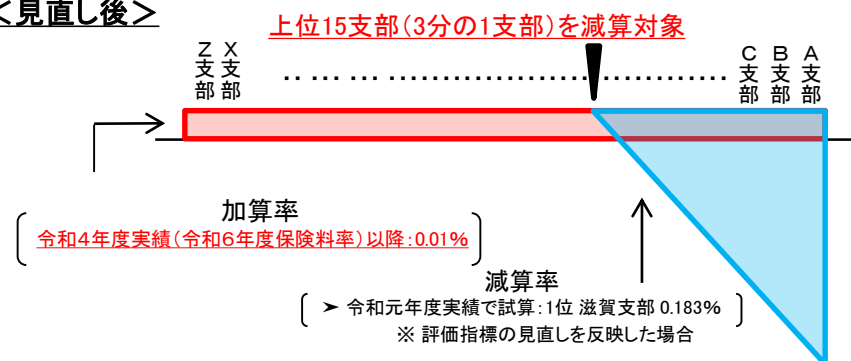 <見直し後>
上位15支部(3分の1支部)を減算対象
Z支部
X支部
‥ … … ……………………………………
C支部
B支部
A支部
加算率
令和4年度実績(令和6年度保険料率)以降:0.01%
減算率
➤ 令和元年度実績で試算:1位 滋賀支部 0.183%
※ 評価指標の見直しを反映した場合